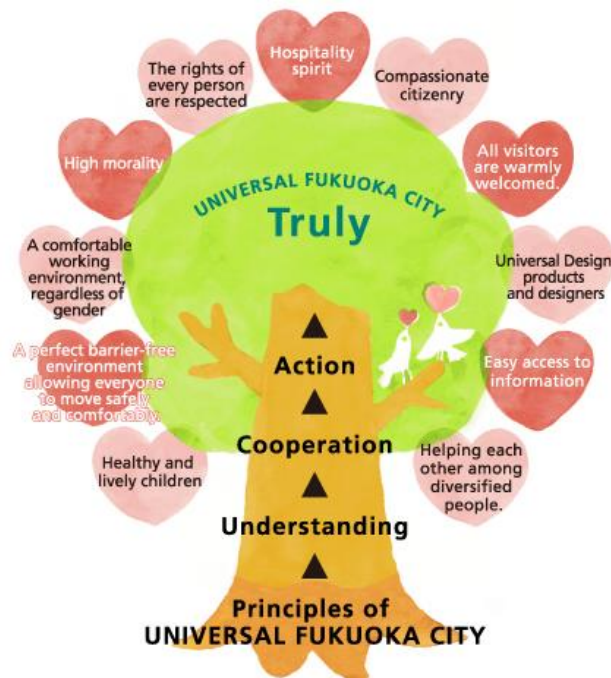 Hospitality
spirit
The rights of
every person
are respected
Compassionate
citizenry
High morality
All visitors
are warmly
welcomed.
UNIVERSAL FUKUOKA CITY
Truly
A comfortable
working
environment,
regardless of
gender
Universal Design
products
and designers
A perfect barrier-free
environment
allowing everyone
to move safely
and comfortably.
Easy access to
information
Healthy and
lively children
Helping each
other among
diversified
people.
Action
Cooperation
Understanding
Principles of
UNIVERSAL FUKUOKA CITY